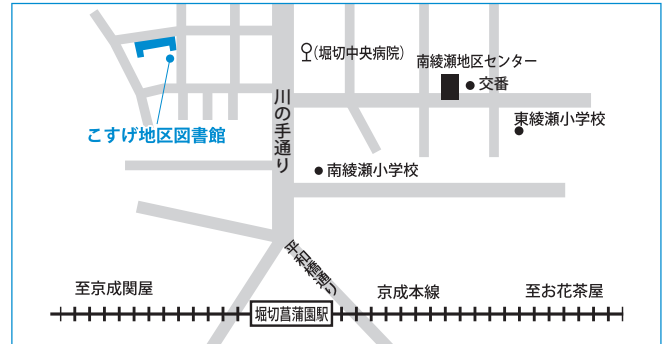 (堀切中央病院)
南綾瀬地区センター
交番
東綾瀬小学校
こすげ地区図書館
川の手通り
南綾瀬小学校
平和橋通り
至京成関屋
堀切菖蒲園駅
京成本線
至お花茶屋